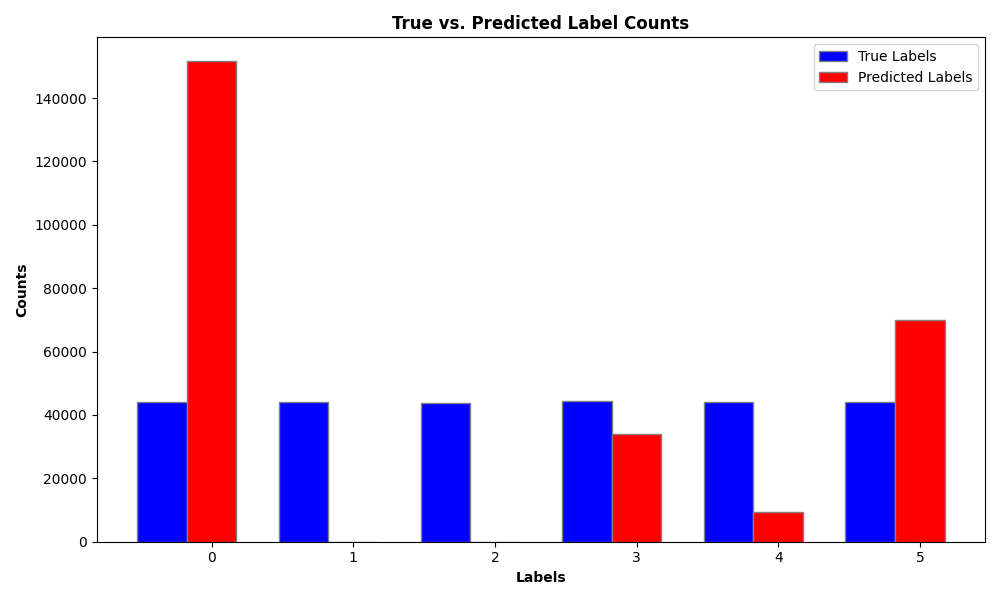 True vs. Predicted Label Counts
True Labels
Predicted Labels
Counts
140000
120000
100000
80000
60000
40000
20000
0
0 1 2 3 4 5
Labels